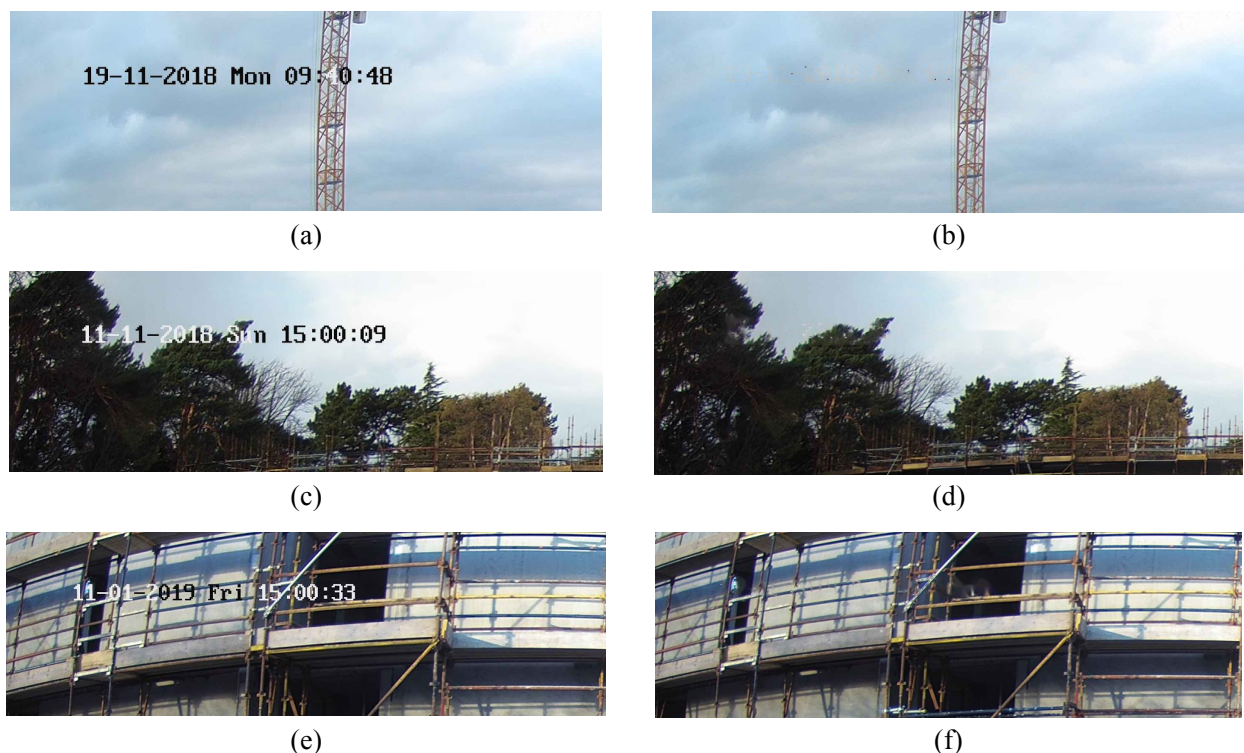 19-11-2018 Mon 09:40:48
(a)
(b)
11-11-2018 Sun 15:00:09
(c)
(d)
11-01-2019 Fri 15:00:33
(e)
(f)